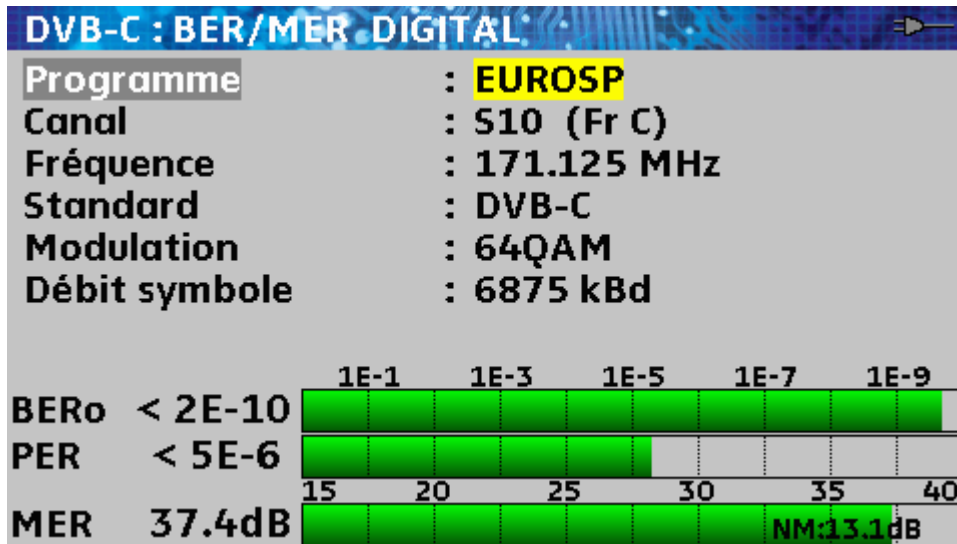 DVB-C : BER/MER DIGITAL
Programme : EUROSP
Canal : S10 (Fr C)
Fréquence : 171.125 MHz
Standard : DVB-C
Modulation : 64QAM
Débit symbole : 6875 kBd
1E-1 1E-3 1E-5 1E-7 1E-9
BERo < 2E-10
PER < 5E-6
15 20 25 30 35 40
MER 37.4dB NM:13.1dB